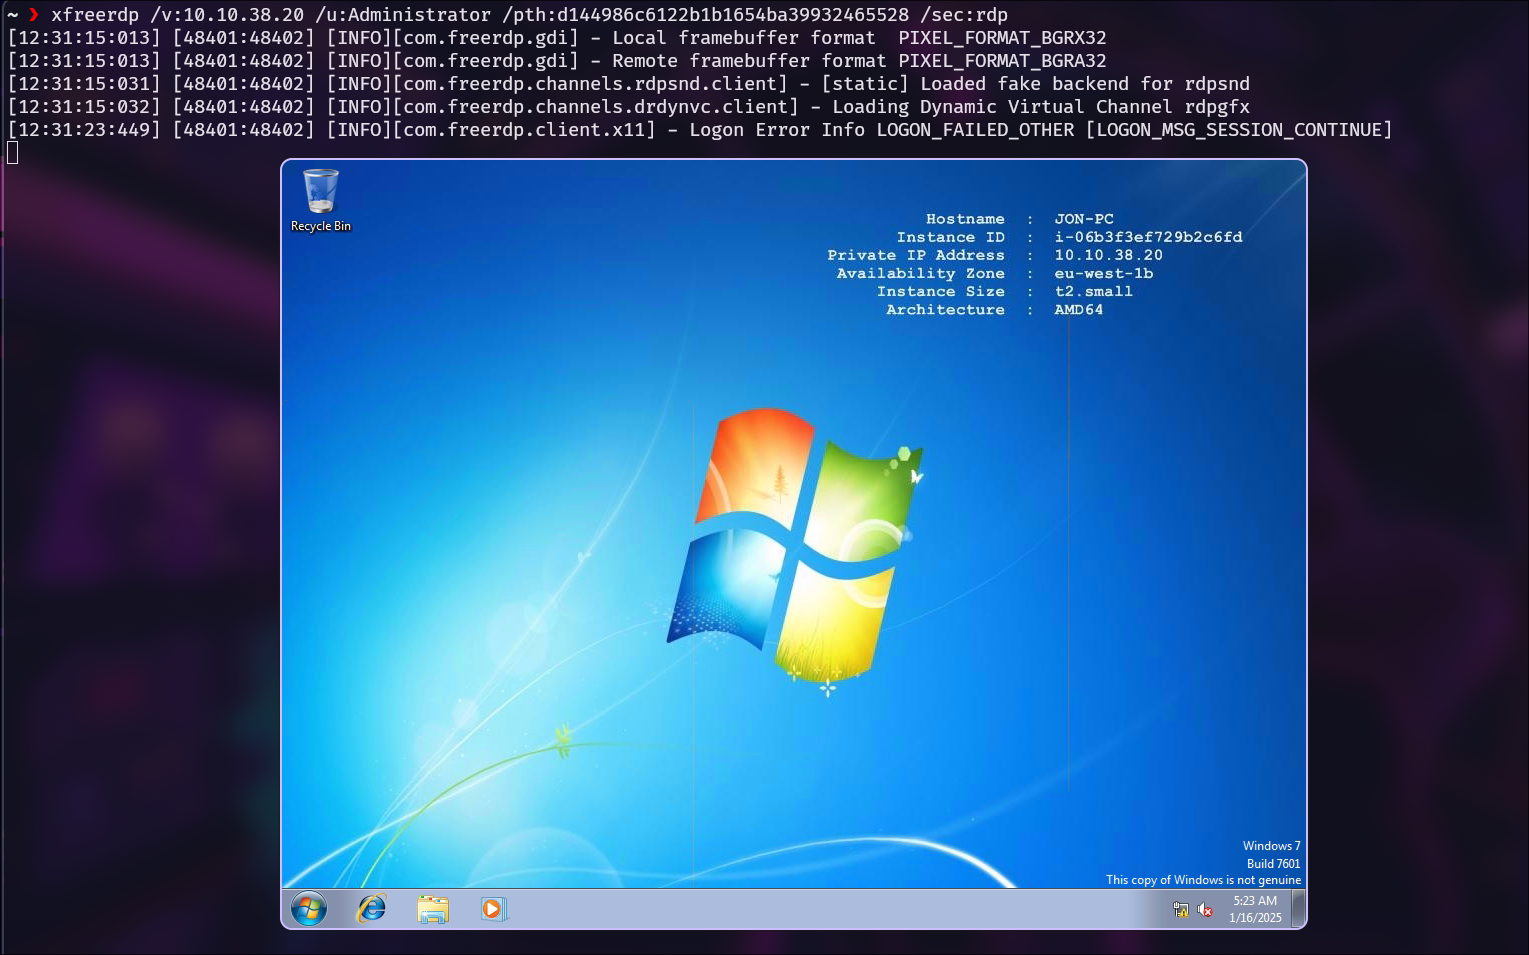 ~ ❯ xfreerdp /v:10.10.38.20 /u:Administrator /pth:d144986c6122b1b1654ba39932465528 /sec:rdp
[12:31:15:013] [48401:48402] [INFO][com.freerdp.gdi] - Local framebuffer format  PIXEL_FORMAT_BGRX32
[12:31:15:013] [48401:48402] [INFO][com.freerdp.gdi] - Remote framebuffer format PIXEL_FORMAT_BGRA32
[12:31:15:031] [48401:48402] [INFO][com.freerdp.channels.rdpsnd.client] - [static] Loaded fake backend for rdpsnd
[12:31:15:032] [48401:48402] [INFO][com.freerdp.channels.drdynvc.client] - Loading Dynamic Virtual Channel rdpgfx
[12:31:23:449] [48401:48402] [INFO][com.freerdp.client.x11] - Logon Error Info LOGON_FAILED_OTHER [LOGON_MSG_SESSION_CONTINUE]
Recycle Bin
Hostname : JON-PC
Instance ID : i-06b3f3ef729b2c6fd
Private IP Address : 10.10.38.20
Availability Zone : eu-west-1b
Instance Size : t2.small
Architecture : AMD64
Windows 7
Build 7601
This copy of Windows is not genuine
5:23 AM
1/16/2025